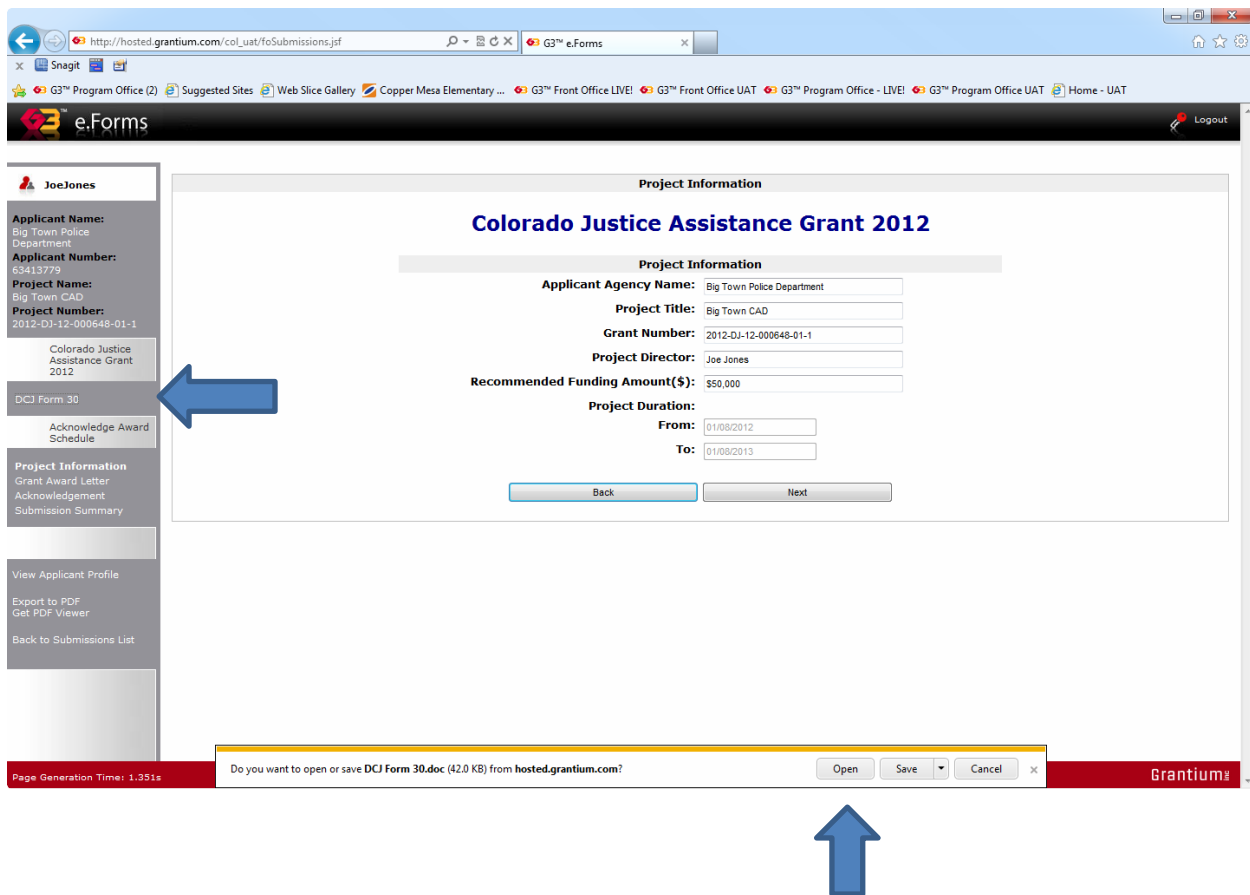 http://hosted.grantium.com/col_uat/foSubmissions.jsf
G3™ e.Forms
x Snagit
G3™ Program Office (2) Suggested Sites Web Slice Gallery Copper Mesa Elementary ... G3™ Front Office LIVE! G3™ Front Office UAT G3™ Program Office - LIVE! G3™ Program Office UAT Home - UAT
G3™ e.Forms
Logout
JoeJones
Applicant Name:
Big Town Police
Department
Applicant Number:
63413779
Project Name:
Big Town CAD
Project Number:
2012-DJ-12-000648-01-1
Colorado Justice
Assistance Grant
2012
DCJ Form 30
Acknowledge Award
Schedule
Project Information
Grant Award Letter
Acknowledgement
Submission Summary
View Applicant Profile
Export to PDF
Get PDF Viewer
Back to Submissions List
Project Information
Colorado Justice Assistance Grant 2012
Project Information
Applicant Agency Name: Big Town Police Department
Project Title: Big Town CAD
Grant Number: 2012-DJ-12-000648-01-1
Project Director: Joe Jones
Recommended Funding Amount($): $50,000
Project Duration:
From: 01/08/2012
To: 01/08/2013
Back Next
Do you want to open or save DCJ Form 30.doc (42.0 KB) from hosted.grantium.com? Open Save Cancel x
Page Generation Time: 1.351s
Grantium